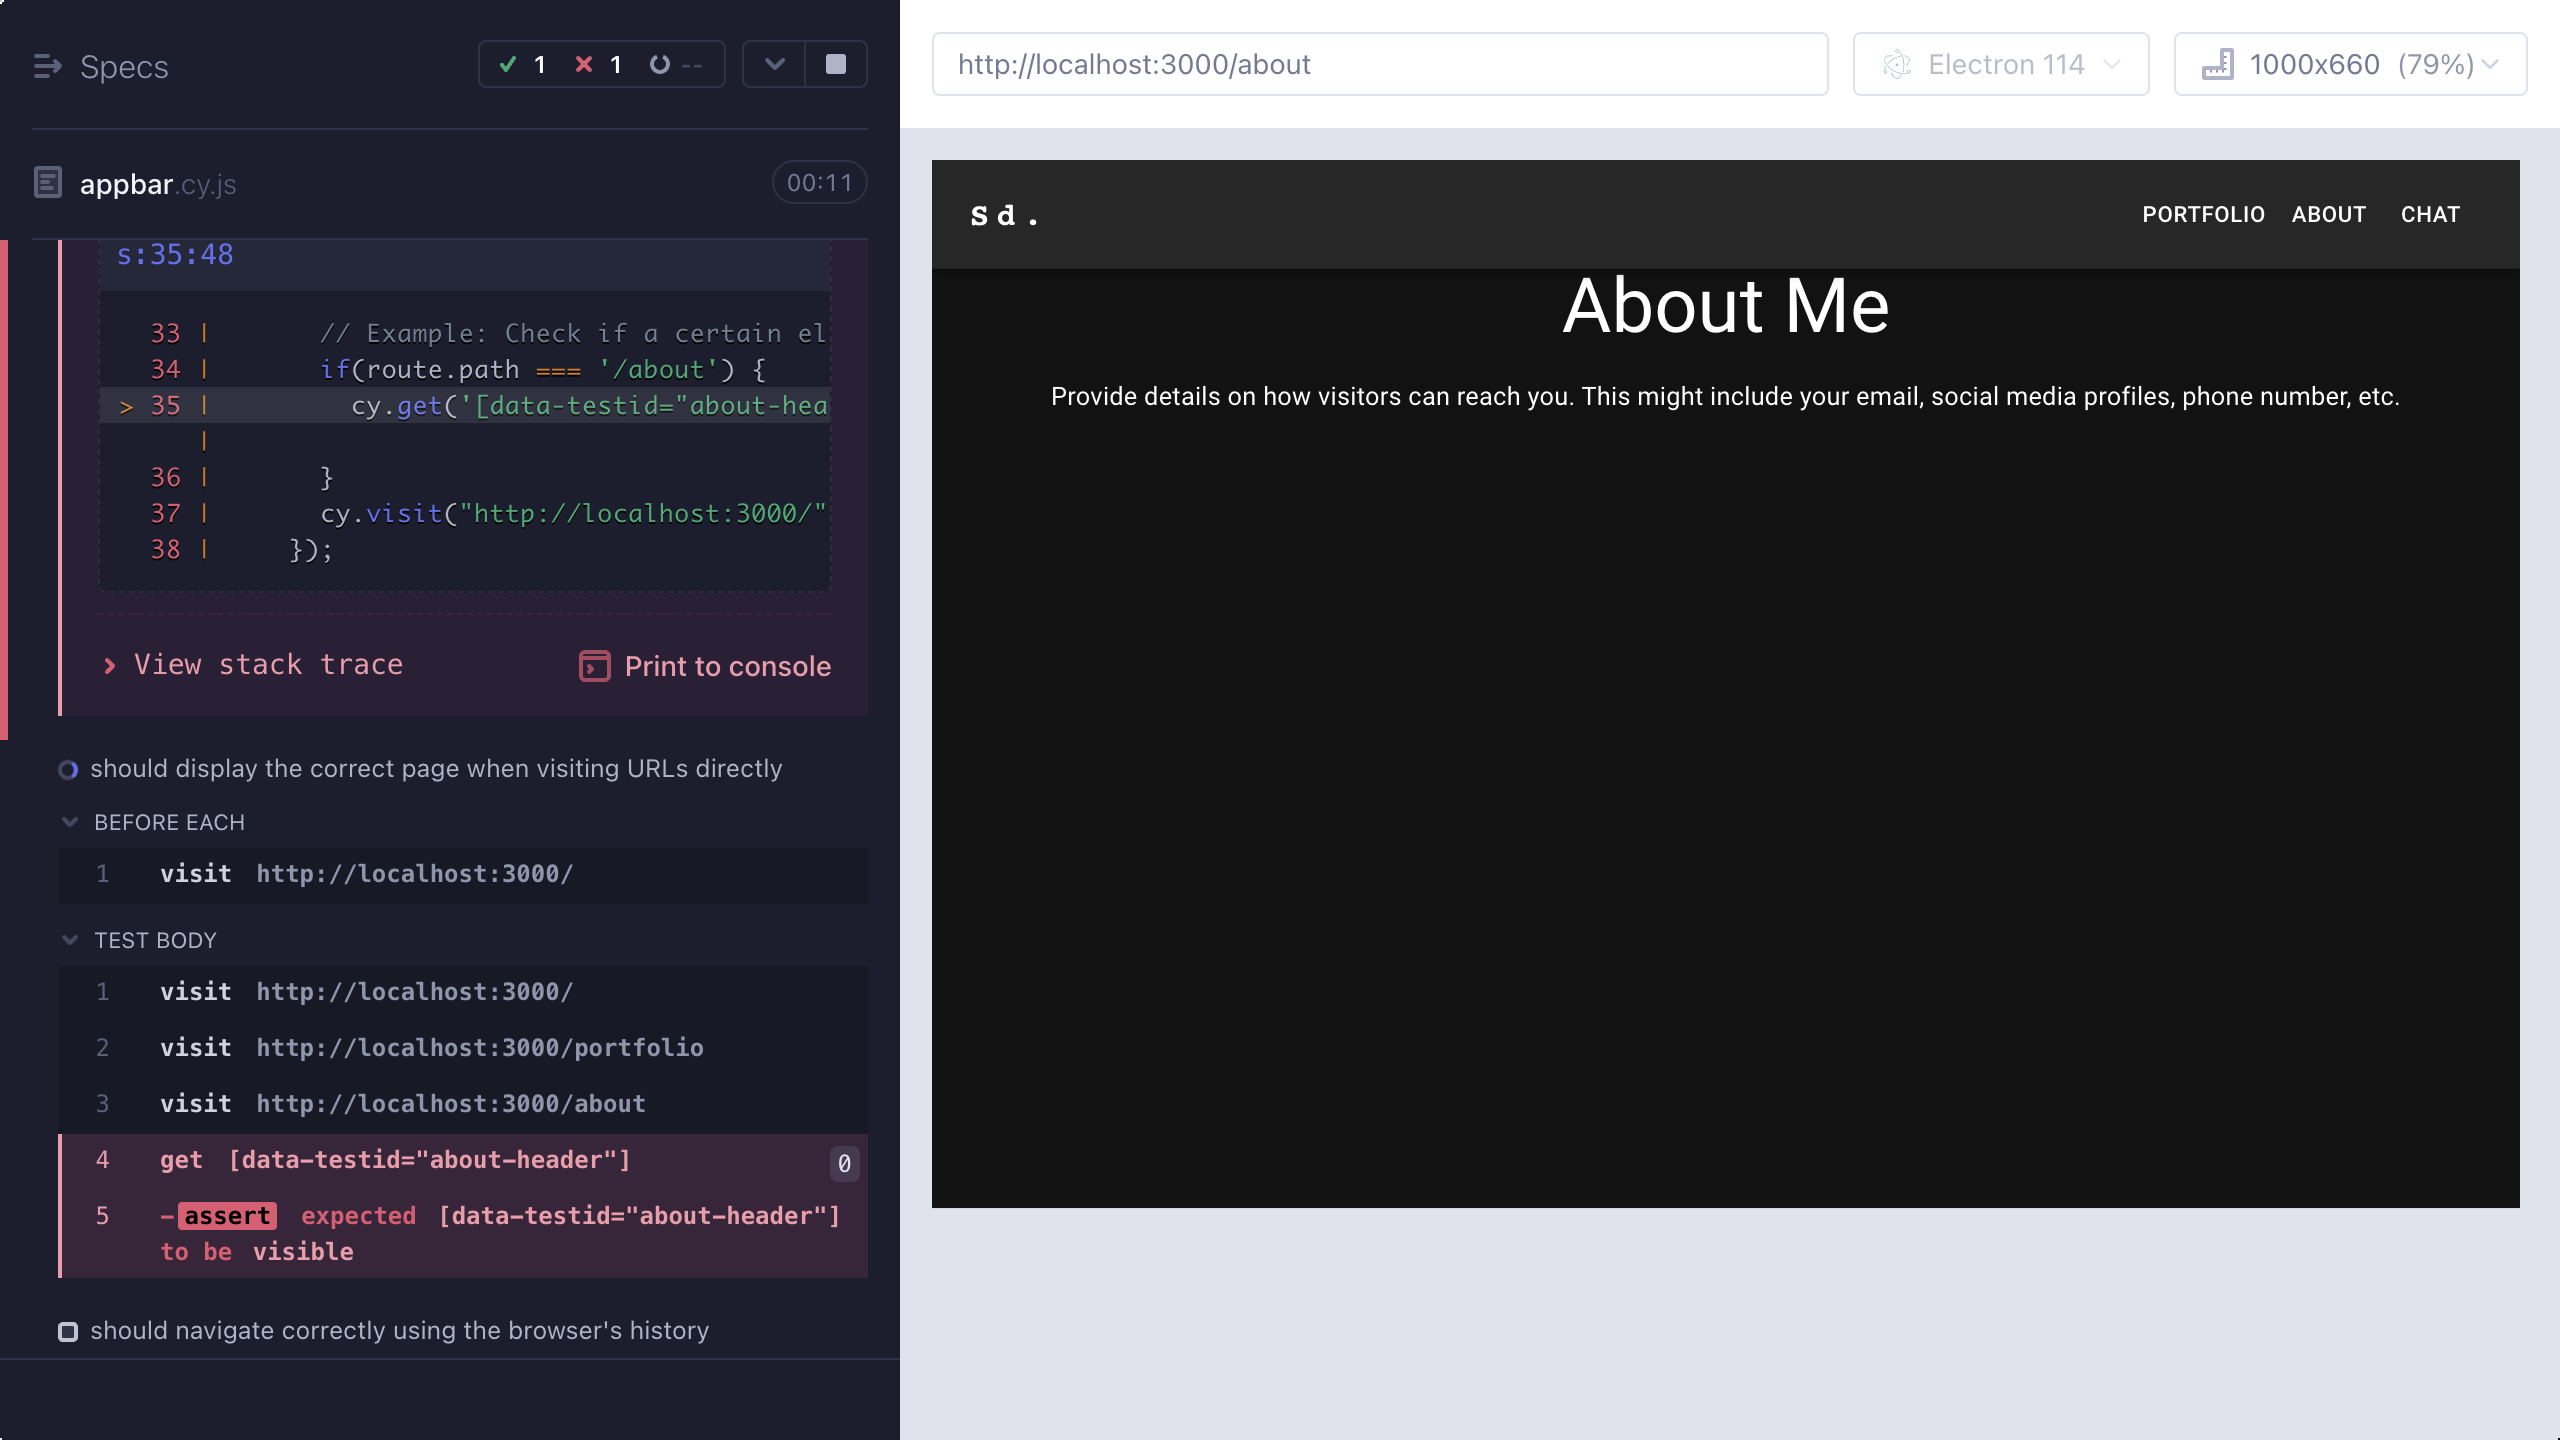 Specs
1 1 --
appbar.cy.js
00:11
s:35:48
33 | // Example: Check if a certain el
34 | if(route.path === '/about') {
> 35 | cy.get('[data-testid="about-hea
|
36 | }
37 | cy.visit("http://localhost:3000/"
38 | });
View stack trace
Print to console
should display the correct page when visiting URLs directly
BEFORE EACH
1 visit http://localhost:3000/
TEST BODY
1 visit http://localhost:3000/
2 visit http://localhost:3000/portfolio
3 visit http://localhost:3000/about
4 get [data-testid="about-header"] 0
5 -assert expected [data-testid="about-header"]
to be visible
should navigate correctly using the browser's history
http://localhost:3000/about
Electron 114
1000x660 (79%)
Sd.
PORTFOLIO ABOUT CHAT
About Me
Provide details on how visitors can reach you. This might include your email, social media profiles, phone number, etc.